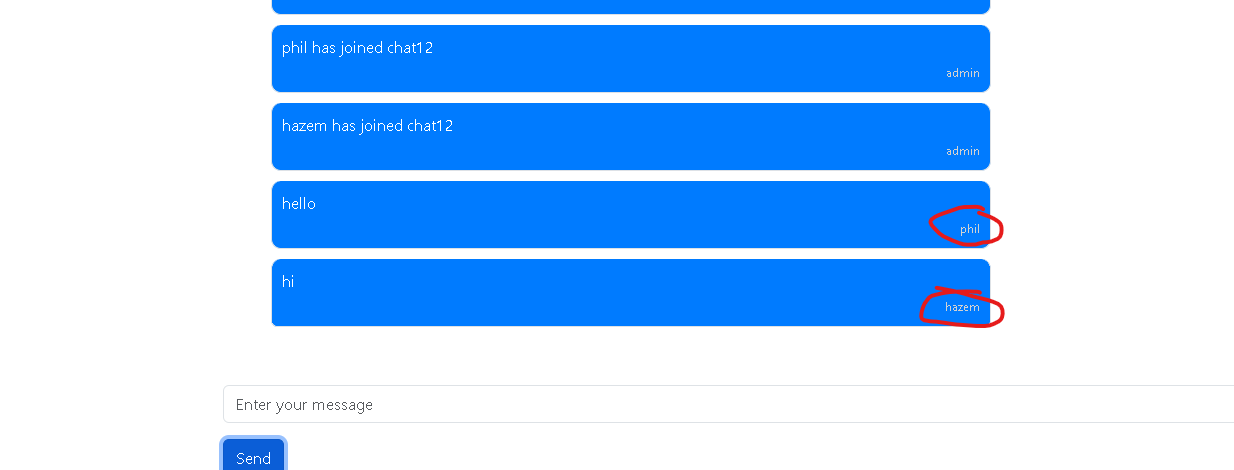 phil has joined chat12
admin
hazem has joined chat12
admin
hello
phil
hi
hazem
Enter your message
Send